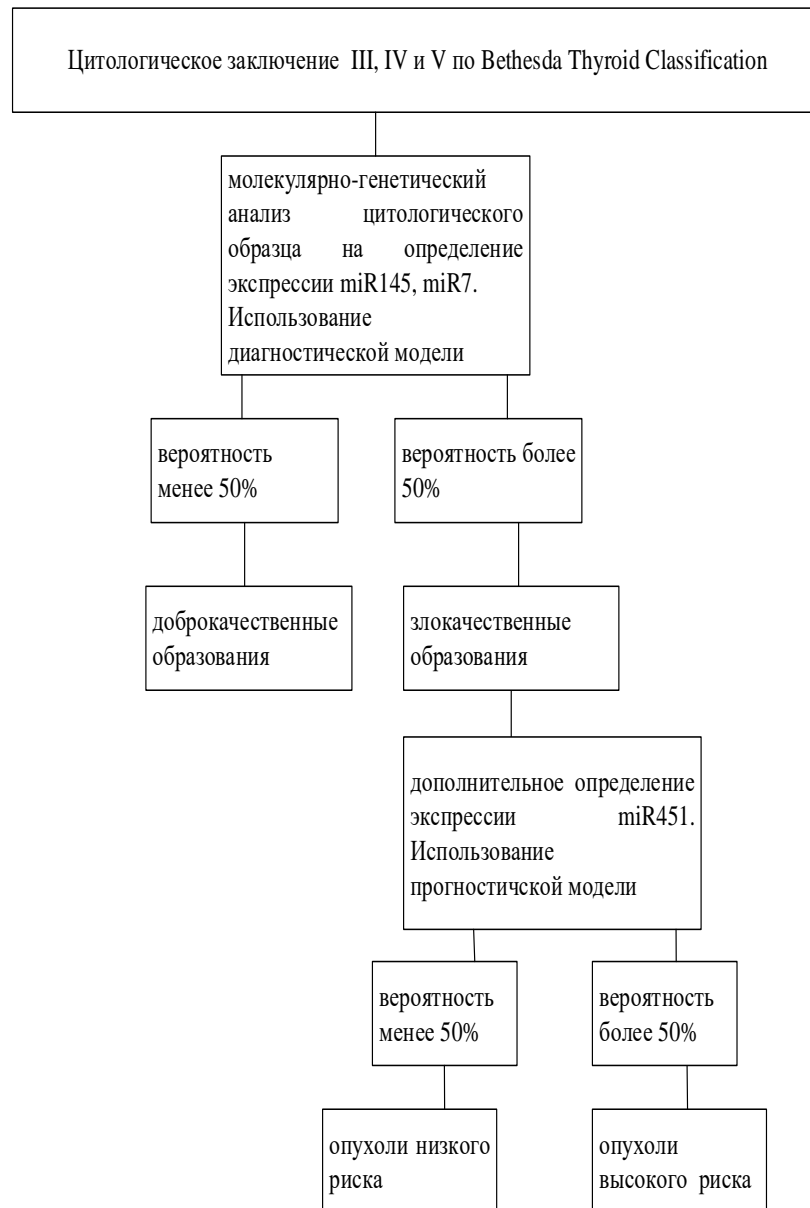 Цитологическое заключение III, IV и V по Bethesda Thyroid Classification
молекулярно-генетический
анализ цитологического
образца на определение
экспрессии miR145, miR7.
Использование
диагностической модели
вероятность
менее 50%
вероятность более
50%
доброкачественные
образования
злокачественные
образования
дополнительное определение
экспрессии miR451.
Использование
прогностичской модели
вероятность
менее 50%
вероятность
более 50%
опухоли низкого
риска
опухоли
высокого риска